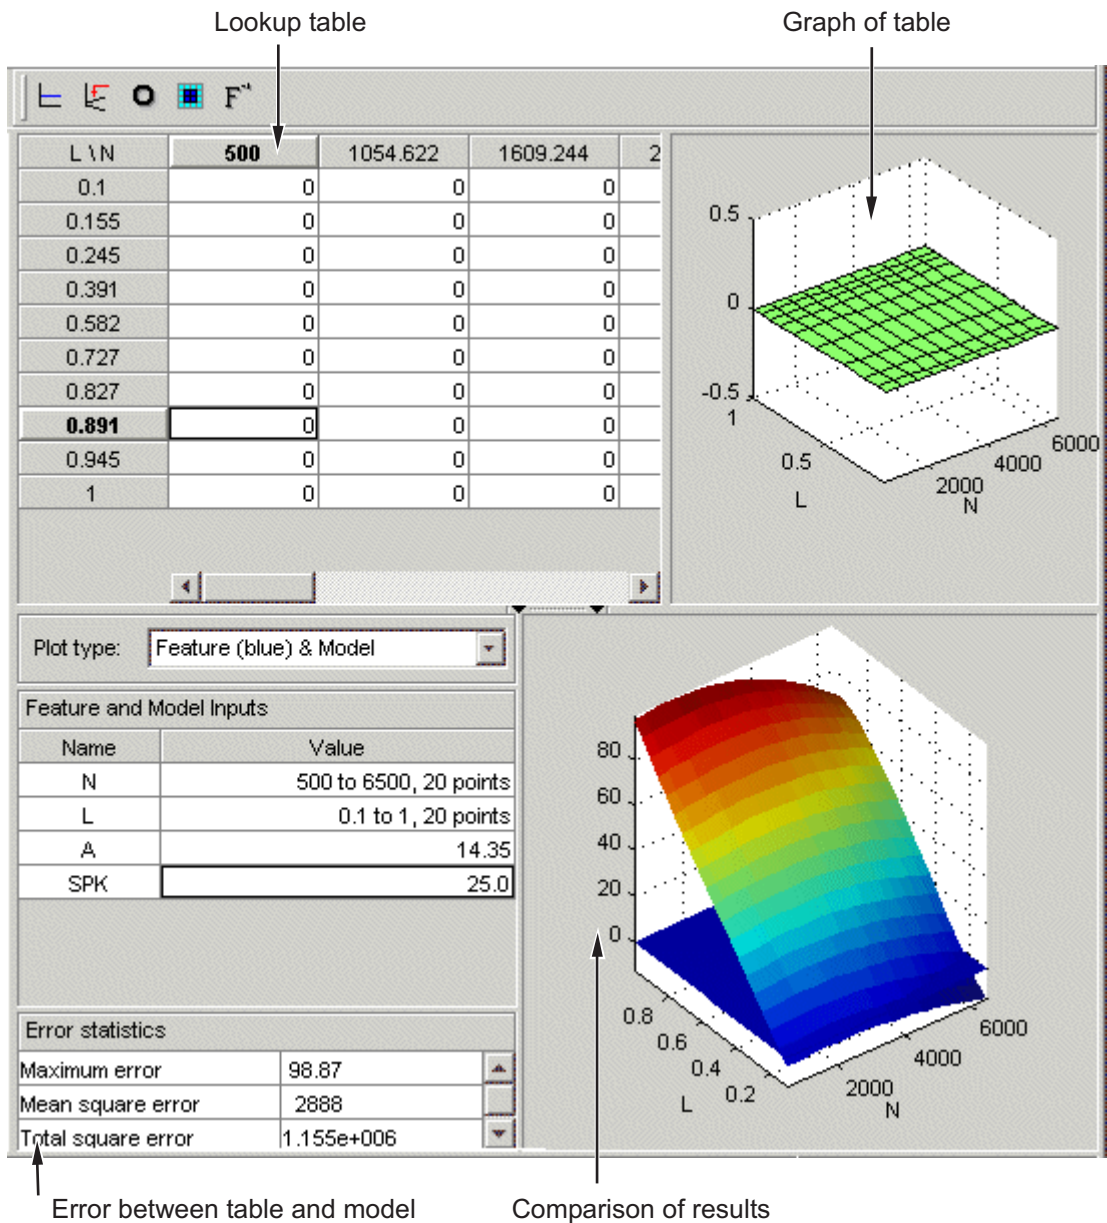 Lookup table
Graph of table
F⁻¹
L \ N 500 1054.622 1609.244 2
0.1 0 0 0
0.155 0 0 0
0.245 0 0 0
0.391 0 0 0
0.582 0 0 0
0.727 0 0 0
0.827 0 0 0
0.891 0 0 0
0.945 0 0 0
1 0 0 0
0.5
0
-0.5
1
0.5
L
2000
4000
6000
N
Plot type: Feature (blue) & Model
Feature and Model Inputs
Name Value
N 500 to 6500, 20 points
L 0.1 to 1, 20 points
A 14.35
SPK 25.0
Error statistics
Maximum error 98.87
Mean square error 2888
Total square error 1.155e+006
80
60
40
20
0
0.8
0.6
0.4
0.2
L
2000
4000
6000
N
Error between table and model
Comparison of results